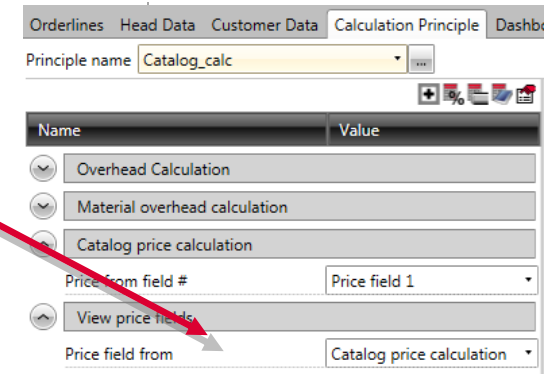 Orderlines Head Data Customer Data Calculation Principle Dashb
Principle name Catalog_calc ...
%
Name Value
Overhead Calculation
Material overhead calculation
Catalog price calculation
Price from field # Price field 1
View price fields
Price field from Catalog price calculation